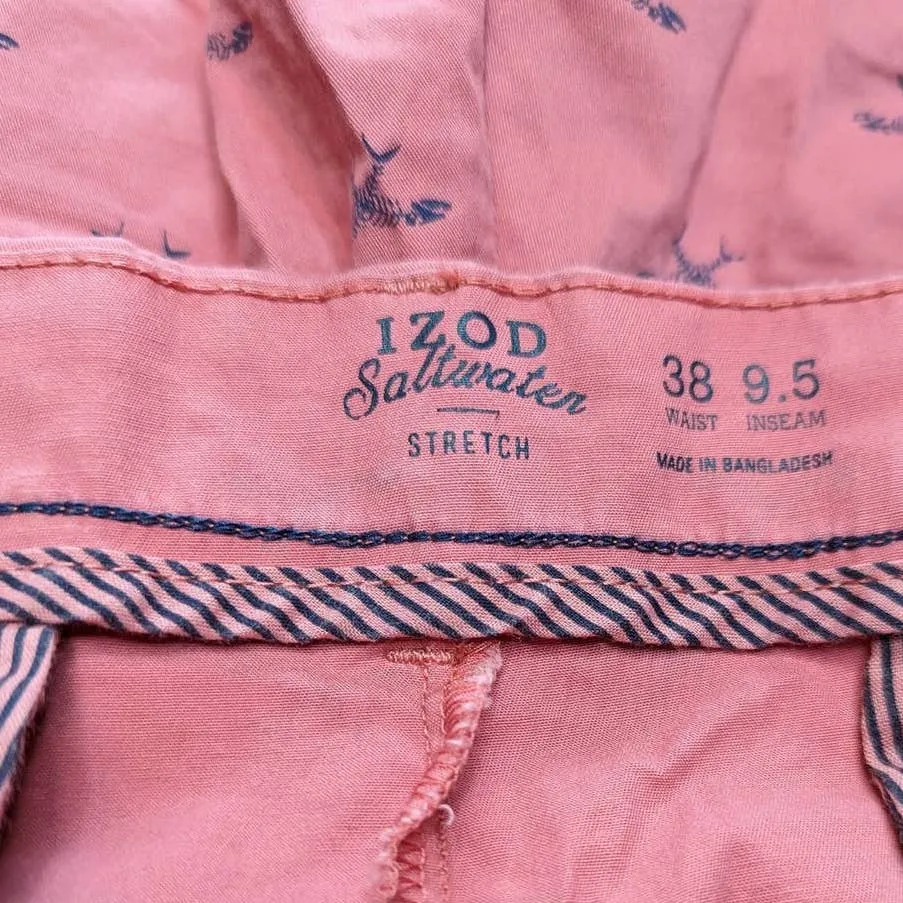 IZOD
Saltwater
STRETCH
38 9.5
WAIST INSEAM
MADE IN BANGLADESH